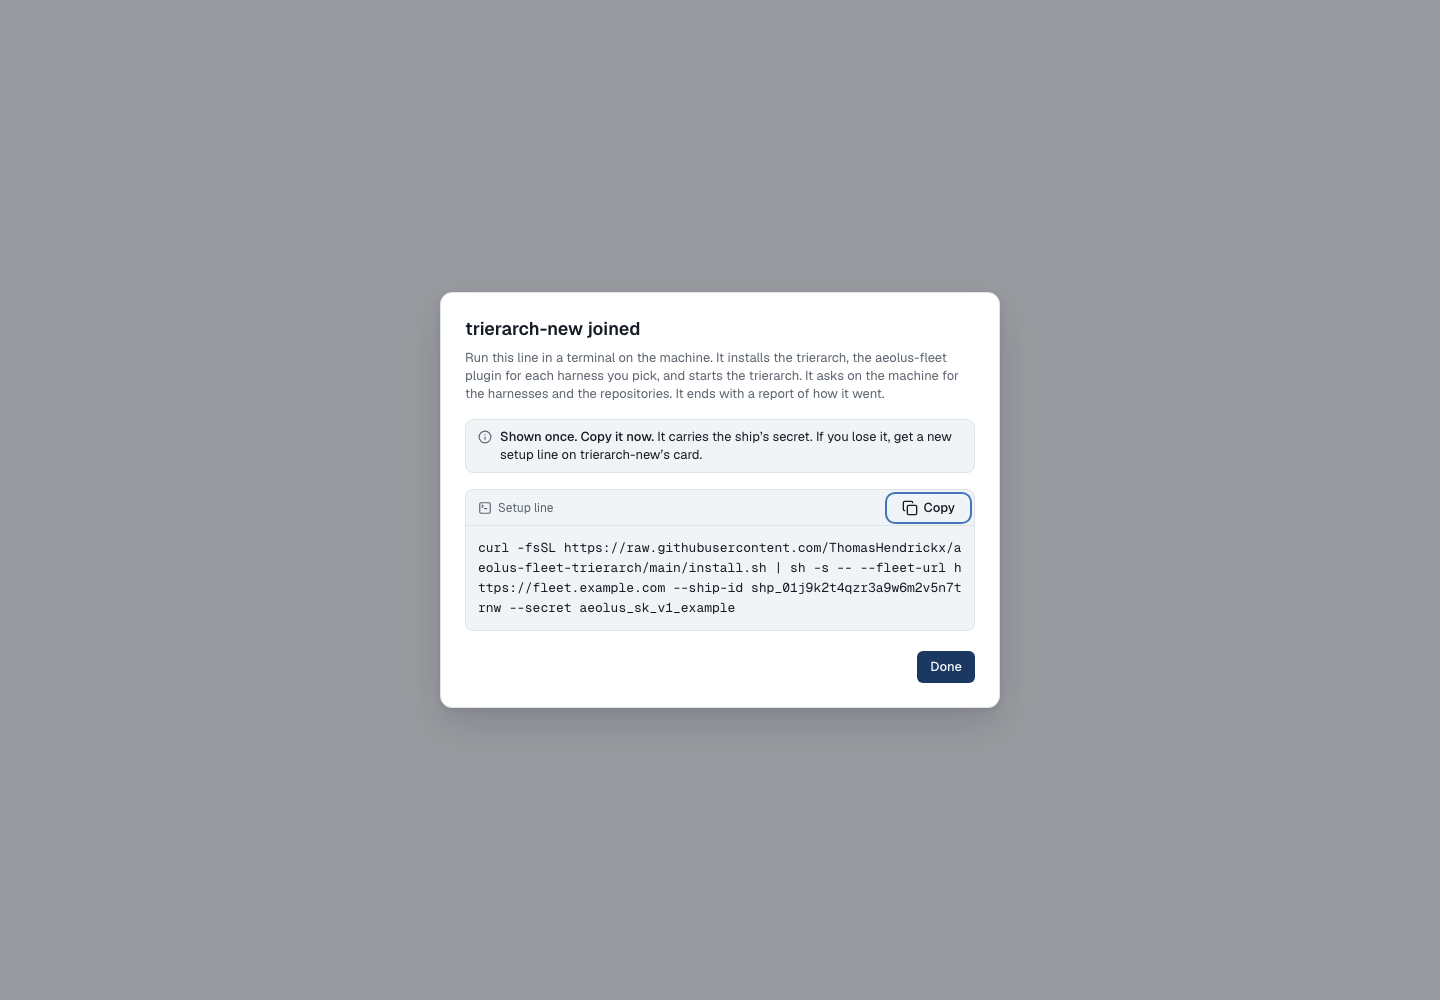 trierarch-new joined
Run this line in a terminal on the machine. It installs the trierarch, the aeolus-fleet
plugin for each harness you pick, and starts the trierarch. It asks on the machine for
the harnesses and the repositories. It ends with a report of how it went.
Shown once. Copy it now. It carries the ship’s secret. If you lose it, get a new
setup line on trierarch-new’s card.
Setup line
Copy
curl -fsSL https://raw.githubusercontent.com/ThomasHendrickx/a
eolus-fleet-trierarch/main/install.sh | sh -s -- --fleet-url h
ttps://fleet.example.com --ship-id shp_01j9k2t4qzr3a9w6m2v5n7t
rnw --secret aeolus_sk_v1_example
Done